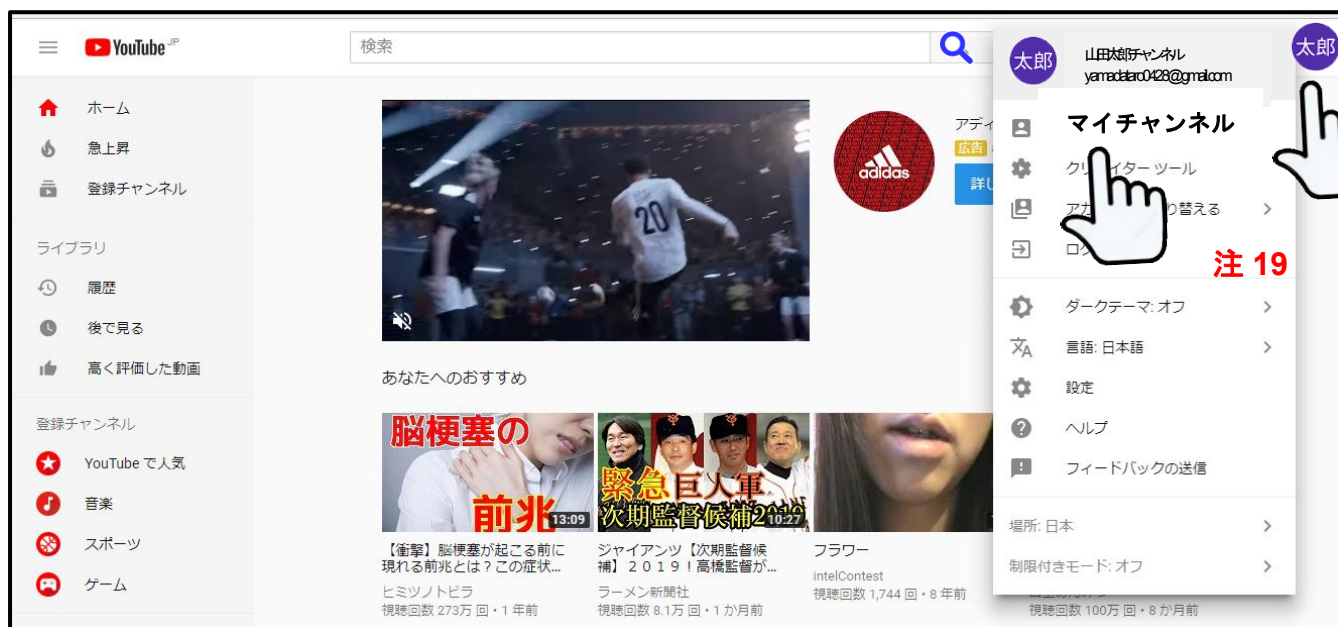 YouTube JP
検索
太郎
ホーム
急上昇
登録チャンネル
ライブラリ
履歴
後で見る
高く評価した動画
登録チャンネル
YouTube で人気
音楽
スポーツ
ゲーム
20
adidas
アディ
広告
詳し
あなたへのおすすめ
脳梗塞の
前兆
13:09
【衝撃】脳梗塞が起こる前に
現れる前兆とは？この症状...
ヒミツノトビラ
視聴回数 273万 回・1 年前
緊急巨人軍
次期監督候補2019
10:27
ジャイアンツ【次期監督候
補】２０１９！高橋監督が...
ラーメン新聞社
視聴回数 8.1万 回・1 か月前
フラワー
intelContest
視聴回数 1,744 回・8 年前
視聴回数 100万 回・8 か月前
太郎
山田太郎チャンネル
yamadataro0428@gmail.com
マイチャンネル
クリ イター ツール
アカ り替える
ログ
注 19
ダークテーマ: オフ
言語: 日本語
設定
ヘルプ
フィードバックの送信
場所: 日本
制限付きモード: オフ